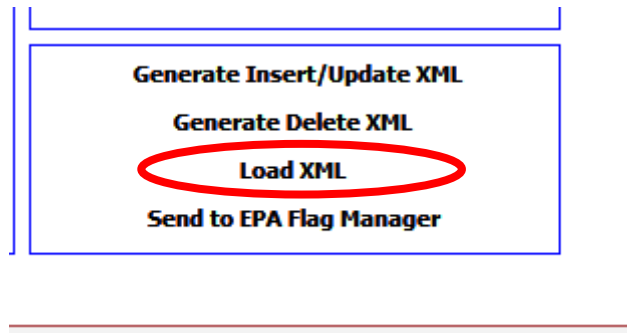 Generate Insert/Update XML
Generate Delete XML
Load XML
Send to EPA Flag Manager